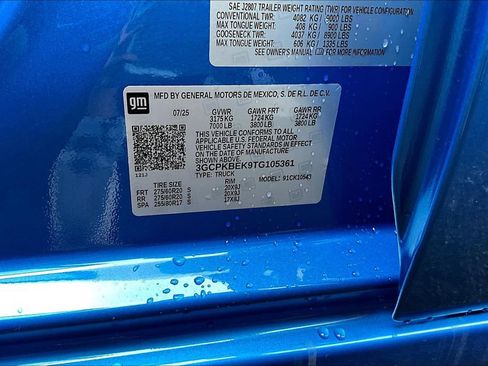 SAE J2807 TRAILER WEIGHT RATING (TWR) FOR VEHICLE CONFIGURATION
CONVENTIONAL TWR: 4082 KG / 9000 LBS
MAX TONGUE WEIGHT: 408 KG / 900 LBS
GOOSENECK TWR: 4037 KG / 8900 LBS
MAX TONGUE WEIGHT: 606 KG / 1335 LBS
SEE OWNER'S MANUAL FOR MORE INFORMATION
gm
MFD BY GENERAL MOTORS DE MEXICO, S. DE R.L. DE C.V.
07/25 GVWR GAWR FRT GAWR RR
3175 KG 1724 KG 1724 KG
7000 LB 3800 LB 3800 LB
THIS VEHICLE CONFORMS TO ALL
APPLICABLE U.S. FEDERAL MOTOR
VEHICLE SAFETY STANDARDS IN
EFFECT ON THE DATE OF
MANUFACTURE SHOWN ABOVE.
3GCPKBEK9TG105361
TYPE: TRUCK MODEL: 91CK10543
TIRE SIZE RIM
FRT 275/60R20 S 20X9J
RR 275/60R20 S 20X9J
SPA 255/80R17 S 17X8J